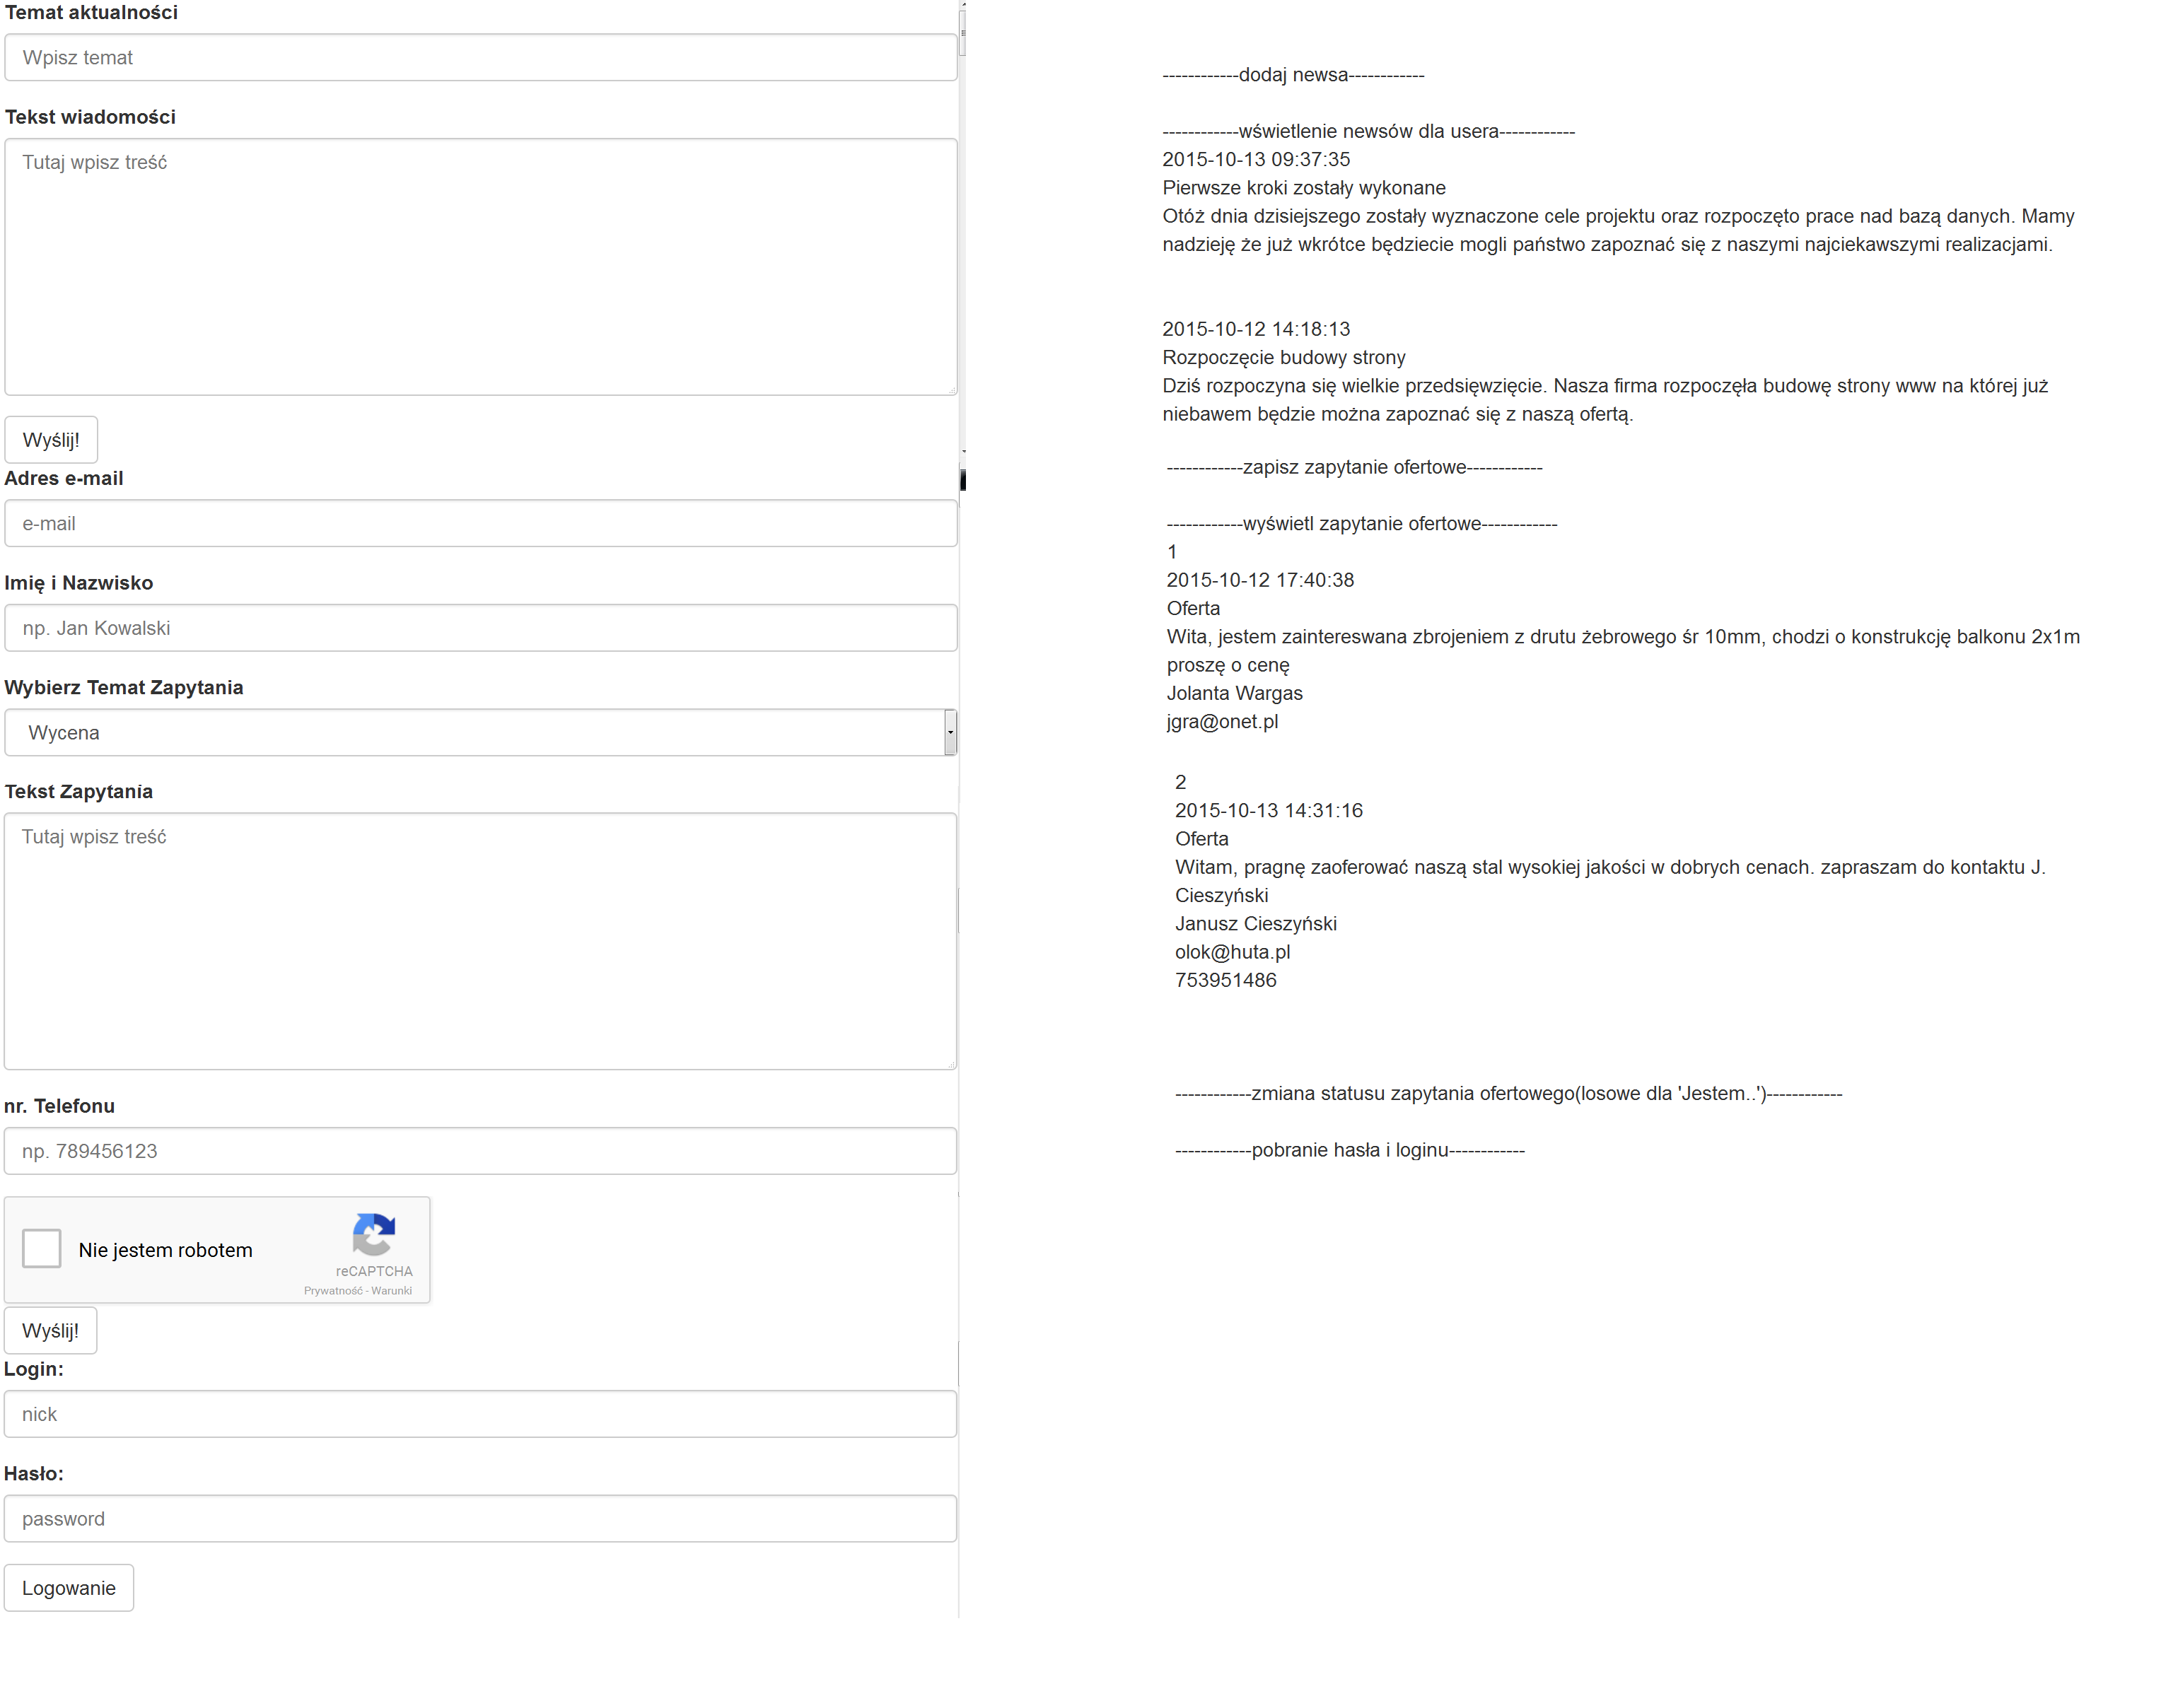 Temat aktualności
Wpisz temat
Tekst wiadomości
Tutaj wpisz treść
Wyślij!
Adres e-mail
e-mail
Imię i Nazwisko
np. Jan Kowalski
Wybierz Temat Zapytania
Wycena
Tekst Zapytania
Tutaj wpisz treść
nr. Telefonu
np. 789456123
Nie jestem robotem
reCAPTCHA
Prywatność - Warunki
Wyślij!
Login:
nick
Hasło:
password
Logowanie
------------dodaj newsa------------
------------wświetlenie newsów dla usera------------
2015-10-13 09:37:35
Pierwsze kroki zostały wykonane
Otóż dnia dzisiejszego zostały wyznaczone cele projektu oraz rozpoczęto prace nad bazą danych. Mamy
nadzieję że już wkrótce będziecie mogli państwo zapoznać się z naszymi najciekawszymi realizacjami.
2015-10-12 14:18:13
Rozpoczęcie budowy strony
Dziś rozpoczyna się wielkie przedsięwzięcie. Nasza firma rozpoczęła budowę strony www na której już
niebawem będzie można zapoznać się z naszą ofertą.
------------zapisz zapytanie ofertowe------------
------------wyświetl zapytanie ofertowe------------
1
2015-10-12 17:40:38
Oferta
Wita, jestem zaintereswana zbrojeniem z drutu żebrowego śr 10mm, chodzi o konstrukcję balkonu 2x1m
proszę o cenę
Jolanta Wargas
jgra@onet.pl
2
2015-10-13 14:31:16
Oferta
Witam, pragnę zaoferować naszą stal wysokiej jakości w dobrych cenach. zapraszam do kontaktu J.
Cieszyński
Janusz Cieszyński
olok@huta.pl
753951486
------------zmiana statusu zapytania ofertowego(losowe dla 'Jestem..')------------
------------pobranie hasła i loginu------------